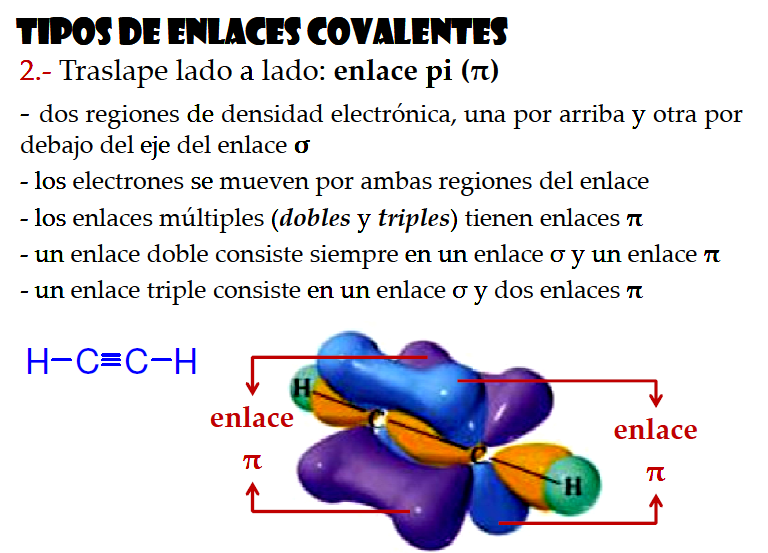 TIPOS DE ENLACES COVALENTES
2.- Traslape lado a lado: enlace pi (π)
- dos regiones de densidad electrónica, una por arriba y otra por
debajo del eje del enlace σ
- los electrones se mueven por ambas regiones del enlace
- los enlaces múltiples (dobles y triples) tienen enlaces π
- un enlace doble consiste siempre en un enlace σ y un enlace π
- un enlace triple consiste en un enlace σ y dos enlaces π
H–C≡C–H
H
C
C
H
enlace
π
enlace
π